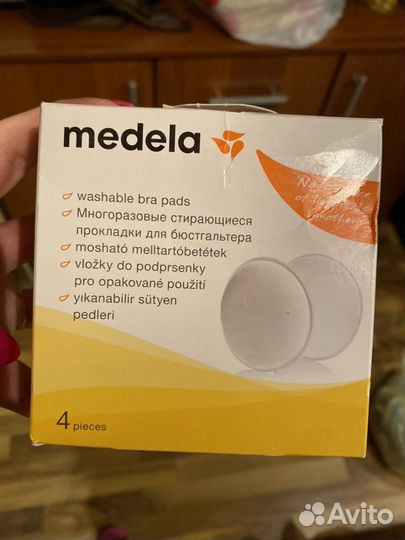 medela
washable bra pads
Многоразовые стирающиеся
прокладки для бюстгальтера
mosható melltartóbetétek
vložky do podprsenky
pro opakované použití
yıkanabilir sütyen
pedleri
4 pieces
Avito